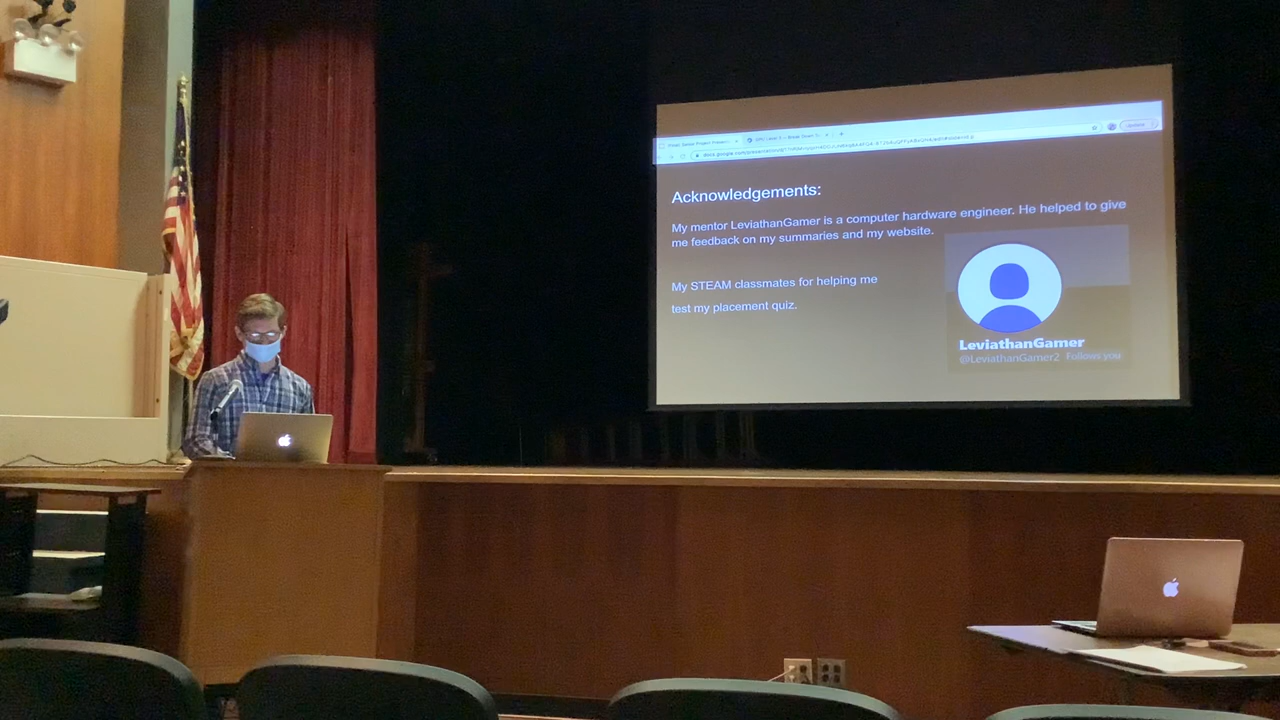 Acknowledgements:
My mentor LeviathanGamer is a computer hardware engineer. He helped to give
me feedback on my summaries and my website.
My STEAM classmates for helping me
test my placement quiz.
LeviathanGamer
@LeviathanGamer2 Follows you